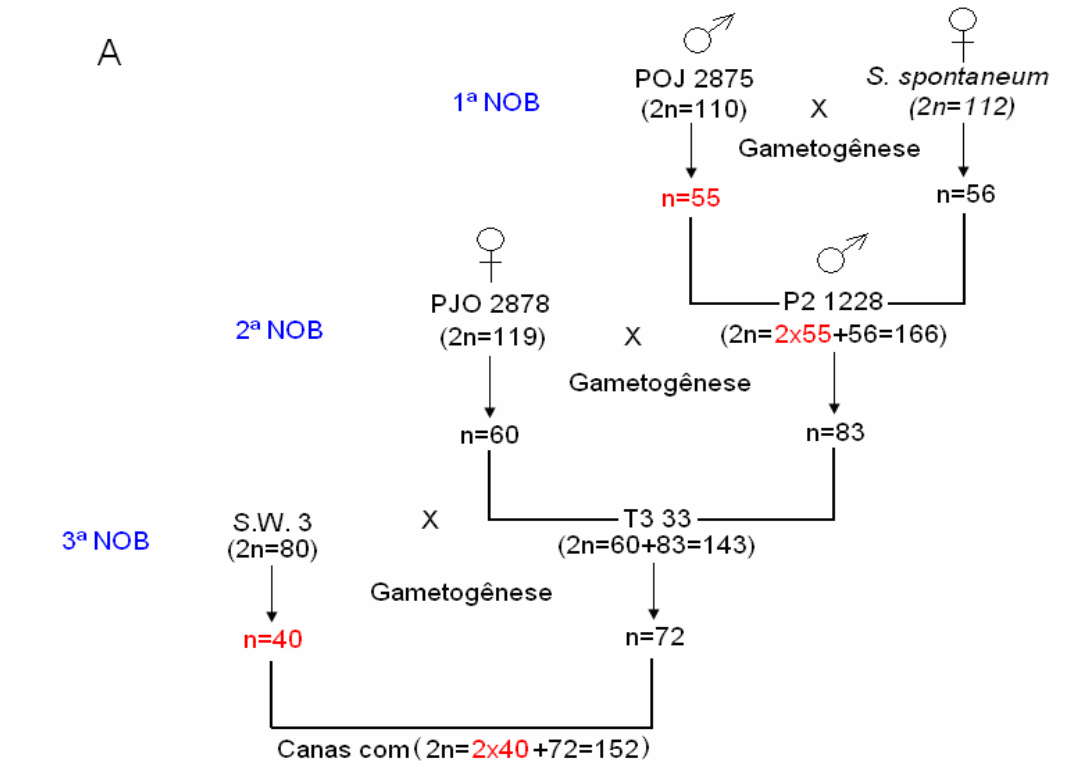 A
POJ 2875
(2n=110)
S. spontaneum
(2n=112)
1ª NOB
X
Gametogênese
n=55
n=56
PJO 2878
(2n=119)
P2 1228
(2n=2x55+56=166)
2ª NOB
X
Gametogênese
n=60
n=83
S.W. 3
(2n=80)
X
T3 33
(2n=60+83=143)
3ª NOB
Gametogênese
n=40
n=72
Canas com (2n=2x40+72=152)